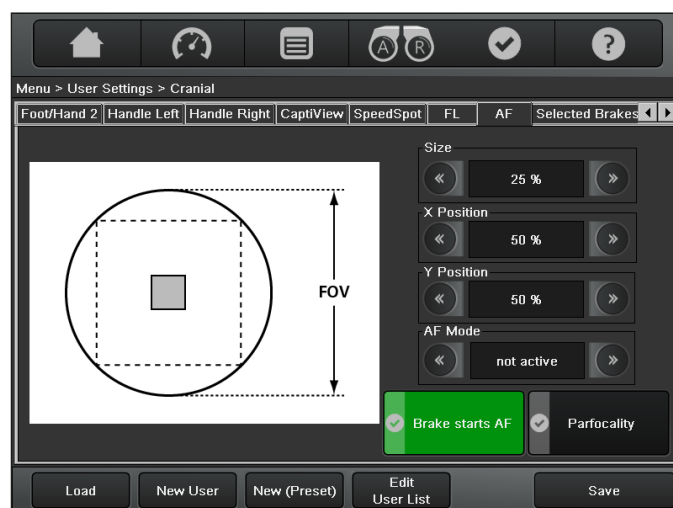 A R ?
Menu > User Settings > Cranial
Foot/Hand 2 Handle Left Handle Right CaptiView SpeedSpot FL AF Selected Brakes
Size
« 25 % »
X Position
« 50 % »
Y Position
« 50 % »
AF Mode
« not active »
FOV
Brake starts AF
Parfocality
Load New User New (Preset) Edit User List Save